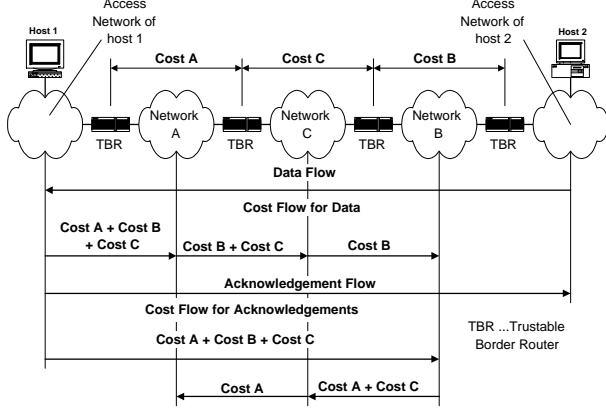 Access
Network of
host 1
Access
Network of
host 2
Host 1
Host 2
Cost A
Cost C
Cost B
Network
A
Network
C
Network
B
TBR
TBR
TBR
TBR
Data Flow
Cost Flow for Data
Cost A + Cost B
+ Cost C
Cost B + Cost C
Cost B
Acknowledgement Flow
Cost Flow for Acknowledgements
Cost A + Cost B + Cost C
TBR ...Trustable
Border Router
Cost A
Cost A + Cost C